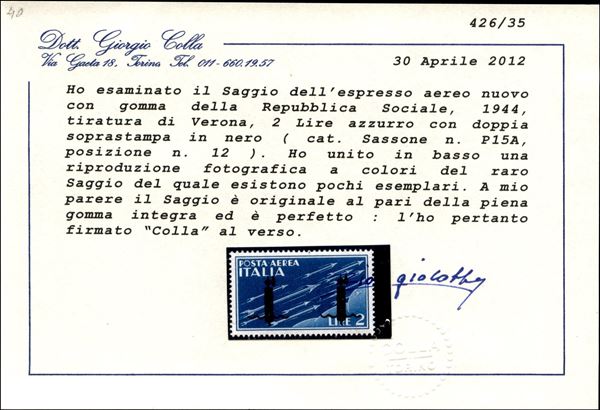 40
426/35
Dott. Giorgio Colla
Via Gaeta 18, Torino Tel. 011-660.19.57
30 Aprile 2012
Ho esaminato il Saggio dell'espresso aereo nuovo
con gomma della Repubblica Sociale, 1944,
tiratura di Verona, 2 Lire azzurro con doppia
soprastampa in nero ( cat. Sassone n. P15A,
posizione n. 12 ). Ho unito in basso una
riproduzione fotografica a colori del raro
Saggio del quale esistono pochi esemplari. A mio
parere il Saggio è originale al pari della piena
gomma integra ed è perfetto : l'ho pertanto
firmato "Colla" al verso.
POSTA AEREA
ITALIA
LIRE 2